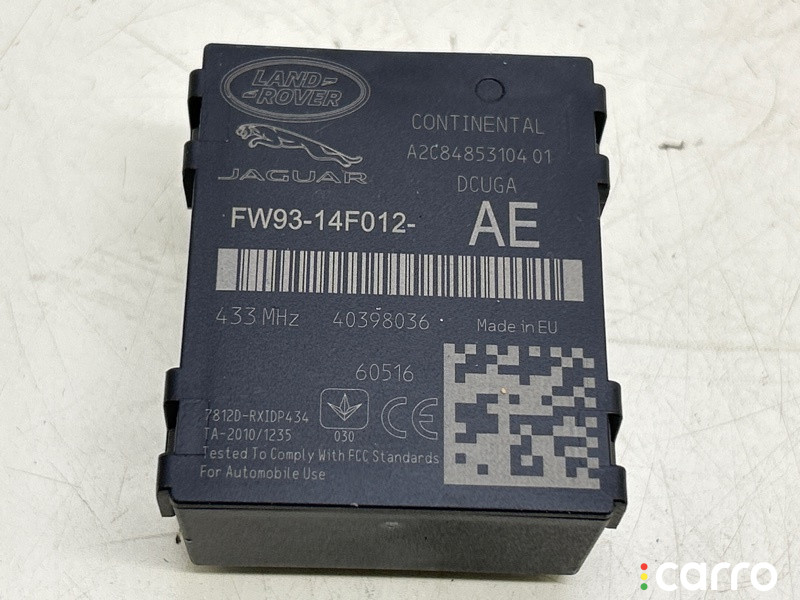 LAND-
ROVER
JAGUAR
CONTINENTAL
A2C84853104 01
DCUGA
FW93-14F012- AE
433 MHz 40398036 Made in EU
60516
7812D-RXIDP434
TA-2010/1235
030
CE
Tested To Comply With FCC Standards
For Automobile Use
carro